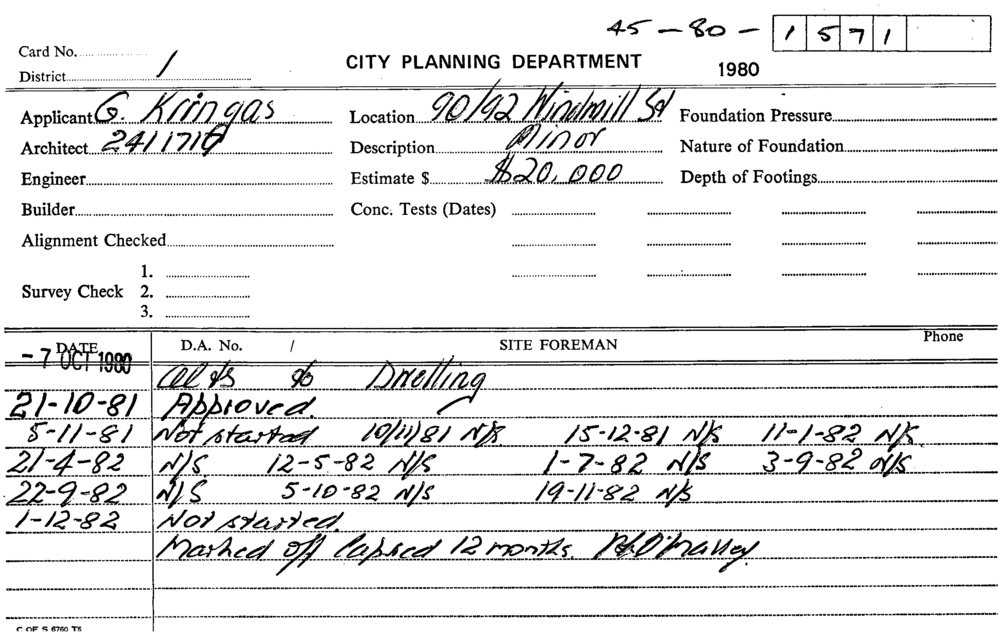 45-80- 1571
Card No.
District 1
CITY PLANNING DEPARTMENT
1980
Applicant G. Kringas Location 90/92 Windmill St Foundation Pressure
Architect Description Minor Nature of Foundation
Engineer Estimate $ $20,000 Depth of Footings
Builder Conc. Tests (Dates)
Alignment Checked
1.
Survey Check 2.
3.
DATE D.A. No. / SITE FOREMAN Phone
-7 OCT 1980 Dwelling
21-10-81 Approved.
5-11-81 Not started 10/11/81 N/S 15-12-81 N/S 11-1-82 N/S
21-4-82 N/S 12-5-82 N/S 1-7-82 N/S 3-9-82 N/S
22-9-82 N/S 5-10-82 N/S 19-11-82 N/S
1-12-82 Not started.
Marked off lapsed 12 months.
C OF S 6760 T5